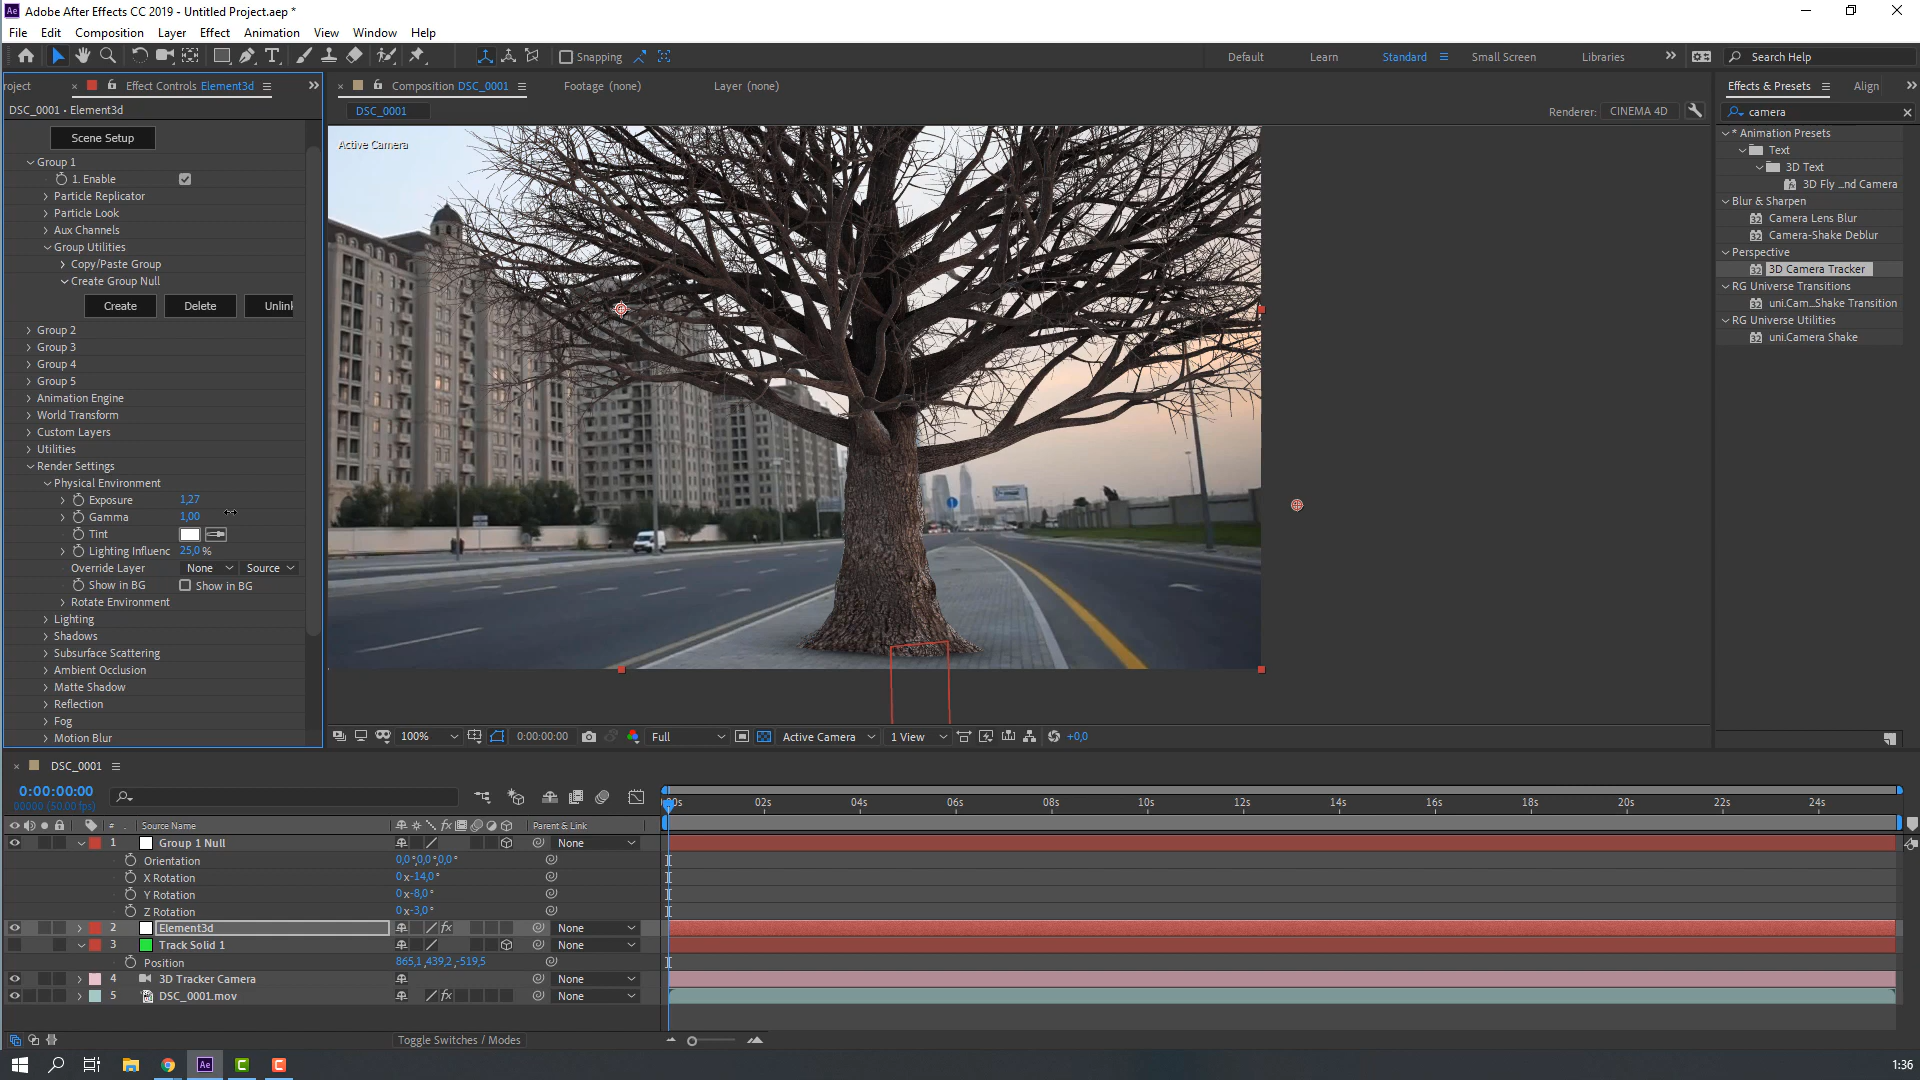 Adobe After Effects CC 2019 - Untitled Project.aep *
File Edit Composition Layer Effect Animation View Window Help
Snapping
Default Learn Standard Small Screen Libraries
Search Help
roject
Effect Controls Element3d
Composition DSC_0001
Footage (none)
Layer (none)
Effects & Presets
Align
DSC_0001 • Element3d
DSC_0001
Renderer: CINEMA 4D
camera
Scene Setup
Active Camera
Group 1
1. Enable
Particle Replicator
Particle Look
Aux Channels
Group Utilities
Copy/Paste Group
Create Group Null
Create Delete Unlink
Group 2
Group 3
Group 4
Group 5
Animation Engine
World Transform
Custom Layers
Utilities
Render Settings
Physical Environment
Exposure 1,27
Gamma 1,00
Tint
Lighting Influenc 25,0 %
Override Layer None Source
Show in BG Show in BG
Rotate Environment
Lighting
Shadows
Subsurface Scattering
Ambient Occlusion
Matte Shadow
Reflection
Fog
Motion Blur
* Animation Presets
Text
3D Text
3D Fly ...nd Camera
Blur & Sharpen
Camera Lens Blur
Camera-Shake Deblur
Perspective
3D Camera Tracker
RG Universe Transitions
uni.Cam...Shake Transition
RG Universe Utilities
uni.Camera Shake
100% 0:00:00:00 Full Active Camera 1 View +0,0
DSC_0001
0:00:00:00
00000 (50.00 fps)
00s 02s 04s 06s 08s 10s 12s 14s 16s 18s 20s 22s 24s
# Source Name Parent & Link
1 Group 1 Null None
Orientation 0,0°,0,0°,0,0°
X Rotation 0x-14,0°
Y Rotation 0x-8,0°
Z Rotation 0x-3,0°
2 Element3d None
3 Track Solid 1 None
Position 865,1,439,2,-519,5
4 3D Tracker Camera None
5 DSC_0001.mov None
Toggle Switches / Modes
1:36